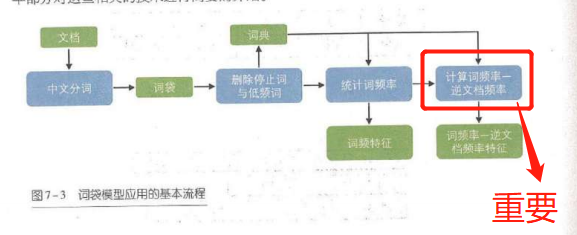 文档
词典
中文分词
词袋
删除停止词
与低频词
统计词频率
计算词频率—
逆文档频率
词频特征
词频率—逆文
档频率特征
重要
图7-3 词袋模型应用的基本流程